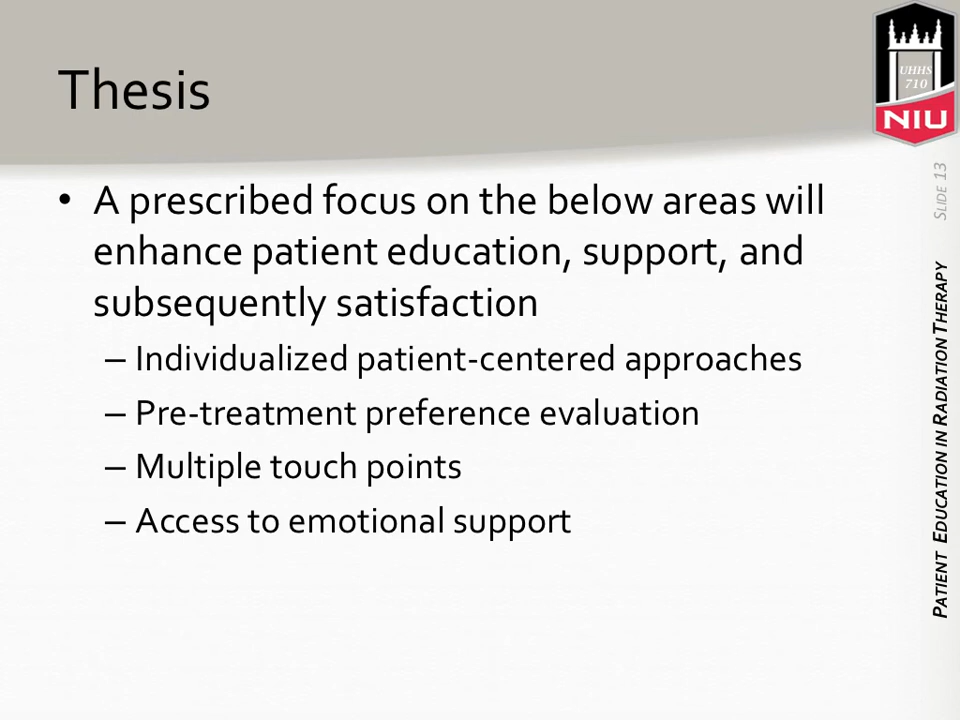 Thesis
• A prescribed focus on the below areas will
enhance patient education, support, and
subsequently satisfaction
– Individualized patient-centered approaches
– Pre-treatment preference evaluation
– Multiple touch points
– Access to emotional support
UHHS
710
NIU
SLIDE 13
PATIENT EDUCATION IN RADIATION THERAPY